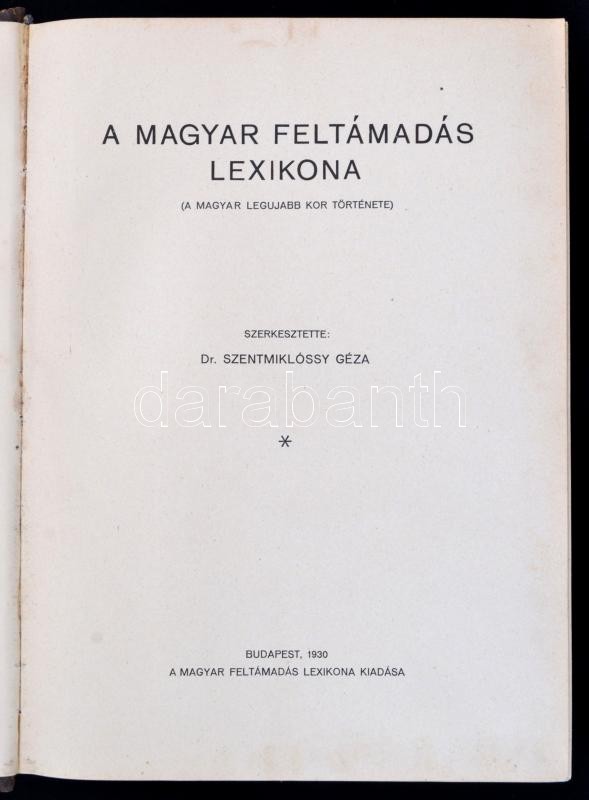 A MAGYAR FELTÁMADÁS
LEXIKONA
(A MAGYAR LEGUJABB KOR TÖRTÉNETE)
SZERKESZTETTE:
Dr. SZENTMIKLÓSSY GÉZA
darabanth
*
BUDAPEST, 1930
A MAGYAR FELTÁMADÁS LEXIKONA KIADÁSA